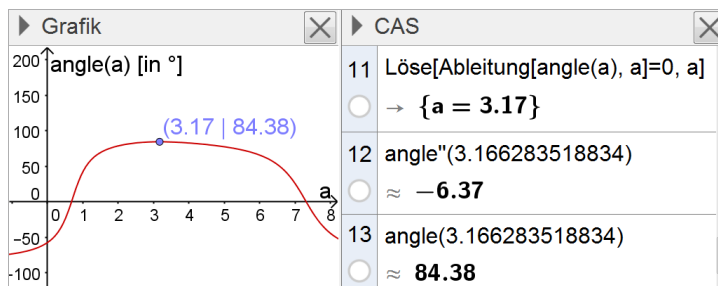 Grafik
200
angle(a) [in °]
150
100
(3.17 | 84.38)
50
0
a
0 1 2 3 4 5 6 7 8
−50
-100
CAS
11 Löse[Ableitung[angle(a), a]=0, a]
→ {a = 3.17}
12 angle"(3.166283518834)
≈ −6.37
13 angle(3.166283518834)
≈ 84.38